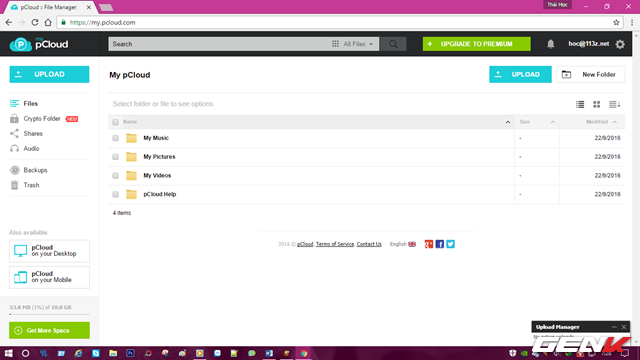 pCloud :: File Manager
Thái Học
https://my.pcloud.com
my
pCloud
Search
All Files
UPGRADE TO PREMIUM
hoc@113z.net
UPLOAD
My pCloud
UPLOAD
New Folder
Select folder or file to see options
Files
Crypto Folder NEW
Shares
Audio
Backups
Trash
Name
Size
Modified
My Music - 22/9/2016
My Pictures - 22/9/2016
My Videos - 22/9/2016
pCloud Help - 22/9/2016
4 items
2016 © pCloud, Terms of Service, Contact Us English
Also available
pCloud
on your Desktop
pCloud
on your Mobile
53.8 MB (1%) of 10.0 GB
Get More Space
Upload Manager
GENK